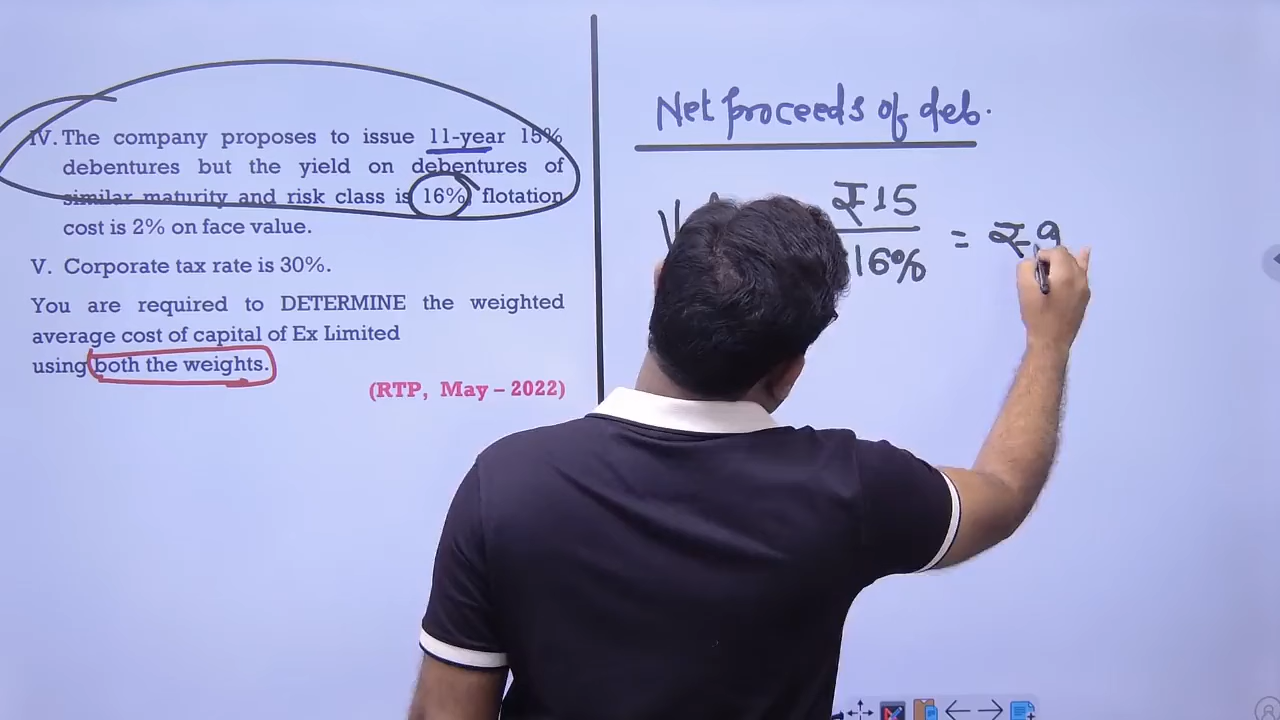 IV. The company proposes to issue 11-year 15%
debentures but the yield on debentures of
similar maturity and risk class is 16%, flotation
cost is 2% on face value.
V. Corporate tax rate is 30%.
You are required to DETERMINE the weighted
average cost of capital of Ex Limited
using both the weights.
(RTP, May – 2022)
Net proceeds of deb.
₹15
16%
= ₹9